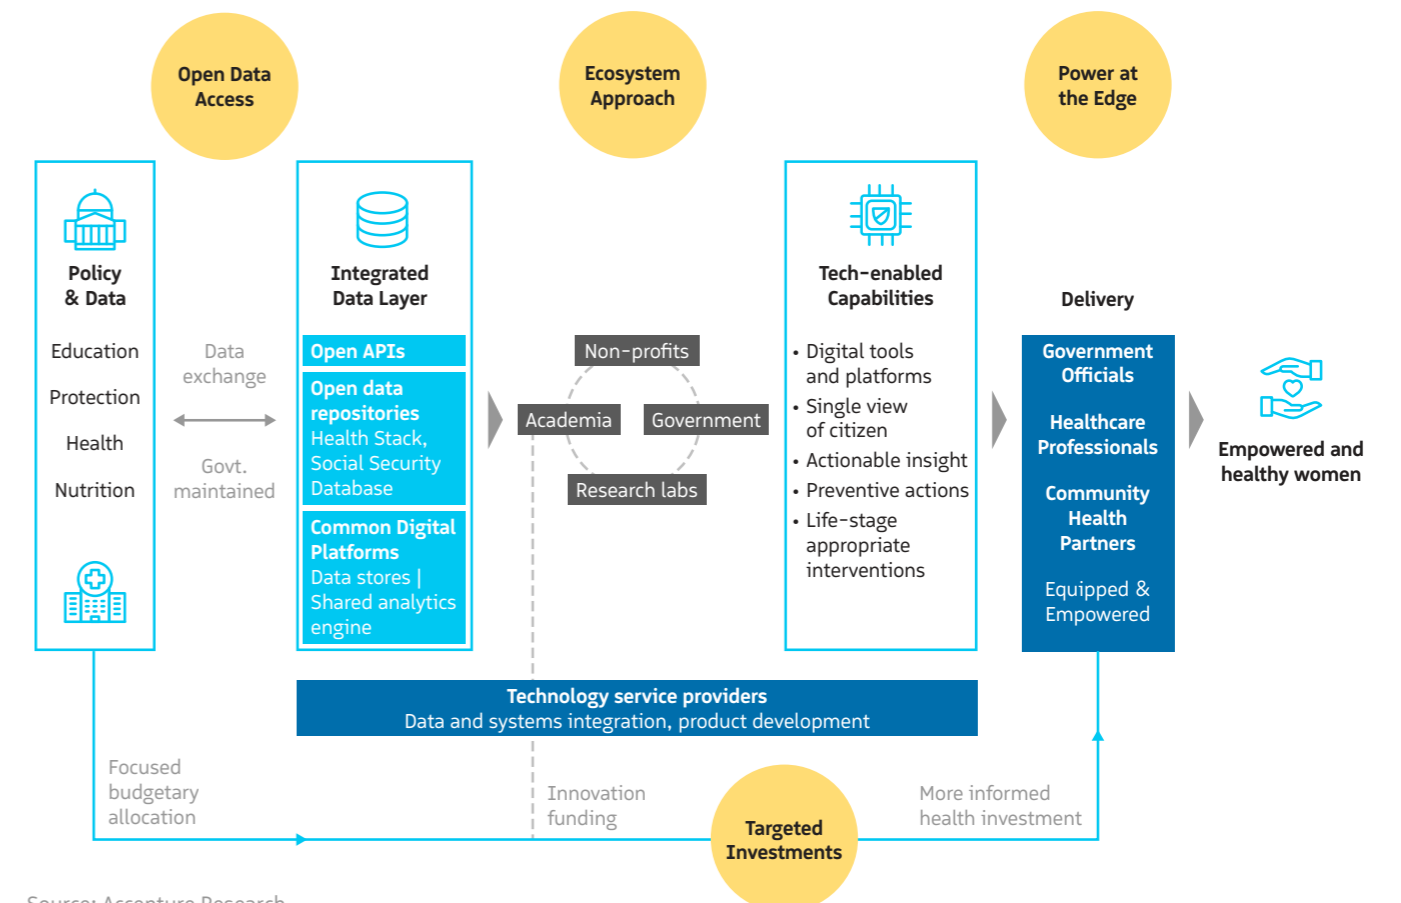 Open Data
Access
Ecosystem
Approach
Power at
the Edge
Policy
& Data
Education
Protection
Health
Nutrition
Data
exchange
Govt.
maintained
Integrated
Data Layer
Open APIs
Open data
repositories
Health Stack,
Social Security
Database
Common Digital
Platforms
Data stores |
Shared analytics
engine
Non-profits
Academia
Government
Research labs
Tech-enabled
Capabilities
• Digital tools
and platforms
• Single view
of citizen
• Actionable insight
• Preventive actions
• Life-stage
appropriate
interventions
Delivery
Government
Officials
Healthcare
Professionals
Community
Health
Partners
Equipped &
Empowered
Empowered and
healthy women
Technology service providers
Data and systems integration, product development
Focused
budgetary
allocation
Innovation
funding
Targeted
Investments
More informed
health investment
Source: Accenture Research